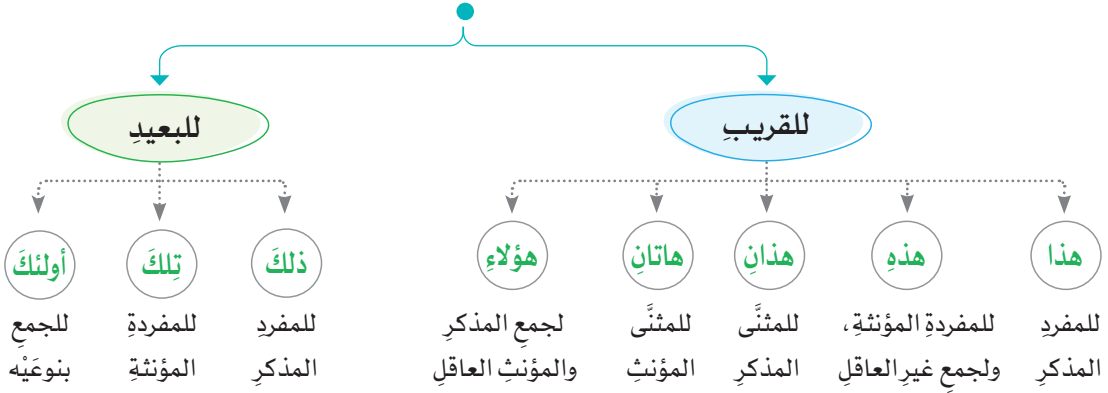 للقريبِ
للبعيدِ
هذا
هذهِ
هذانِ
هاتانِ
هؤلاءِ
ذلكَ
تِلكَ
أولئكَ
للمفردِ
المذكرِ
للمفردةِ المؤنثةِ،
ولجمعِ غيرِ العاقلِ
للمثنَّى
المذكرِ
للمثنَّى
المؤنثِ
لجمعِ المذكرِ
والمؤنثِ العاقلِ
للمفردِ
المذكرِ
للمفردةِ
المؤنثةِ
للجمعِ
بنوعَيْه